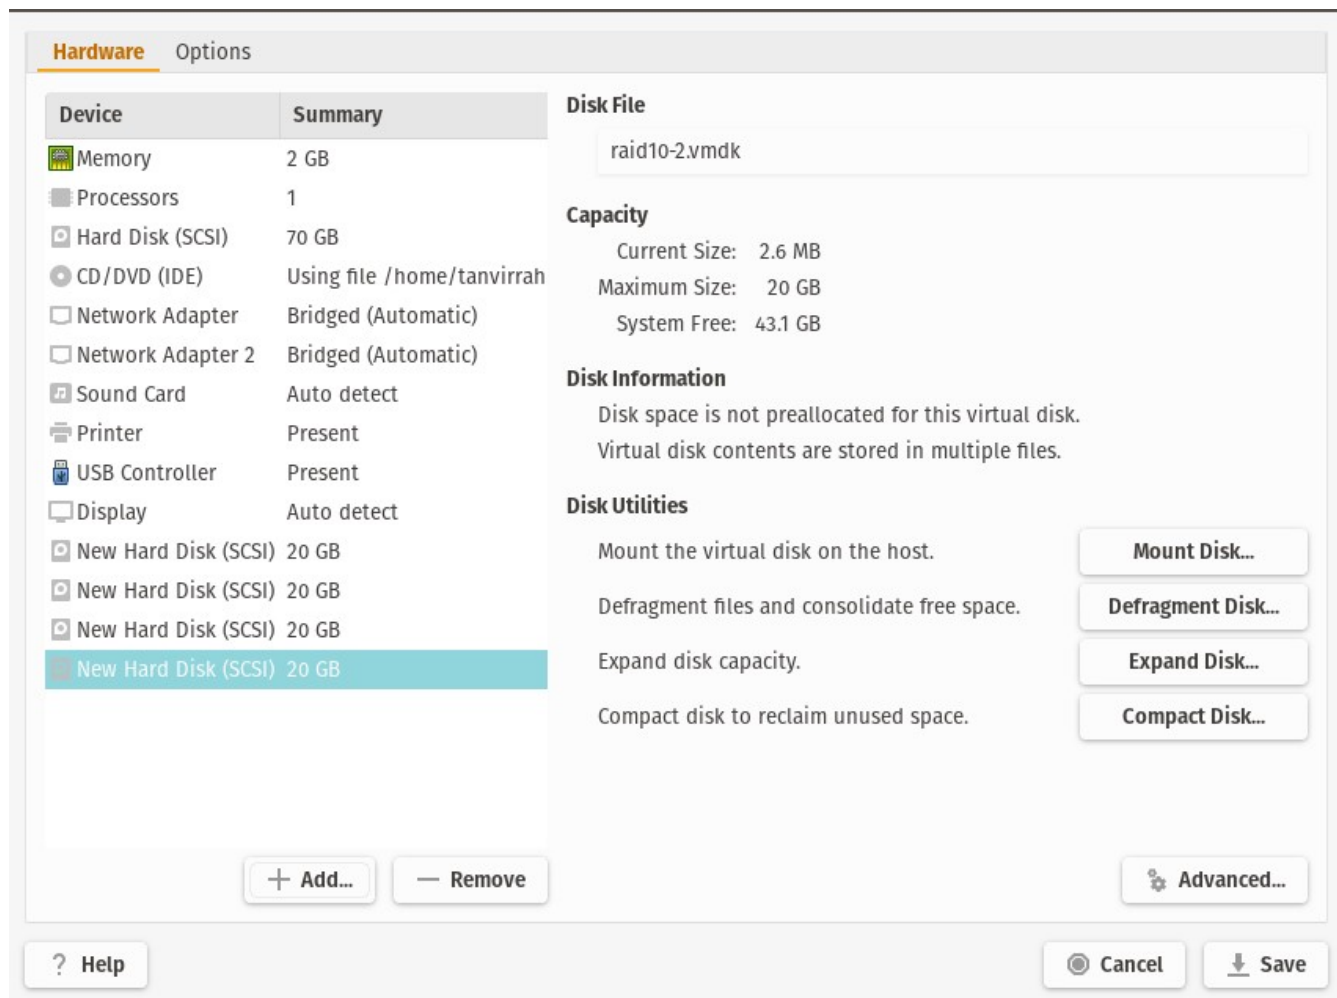 Hardware Options
Device Summary
Memory 2 GB
Processors 1
Hard Disk (SCSI) 70 GB
CD/DVD (IDE) Using file /home/tanvirrah
Network Adapter Bridged (Automatic)
Network Adapter 2 Bridged (Automatic)
Sound Card Auto detect
Printer Present
USB Controller Present
Display Auto detect
New Hard Disk (SCSI) 20 GB
New Hard Disk (SCSI) 20 GB
New Hard Disk (SCSI) 20 GB
New Hard Disk (SCSI) 20 GB
Add... Remove
Disk File
raid10-2.vmdk
Capacity
Current Size: 2.6 MB
Maximum Size: 20 GB
System Free: 43.1 GB
Disk Information
Disk space is not preallocated for this virtual disk.
Virtual disk contents are stored in multiple files.
Disk Utilities
Mount the virtual disk on the host. Mount Disk...
Defragment files and consolidate free space. Defragment Disk...
Expand disk capacity. Expand Disk...
Compact disk to reclaim unused space. Compact Disk...
Advanced...
? Help Cancel Save